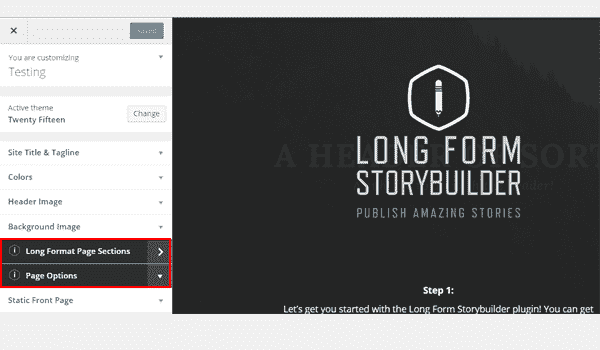 Saved
You are customizing
Testing
Active theme
Twenty Fifteen
Change
Site Title & Tagline
Colors
Header Image
Background Image
Long Format Page Sections
Page Options
Static Front Page
A HE
SORT
LONG FORM
STORYBUILDER
PUBLISH AMAZING STORIES
Step 1:
Let's get you started with the Long Form Storybuilder plugin! You can get